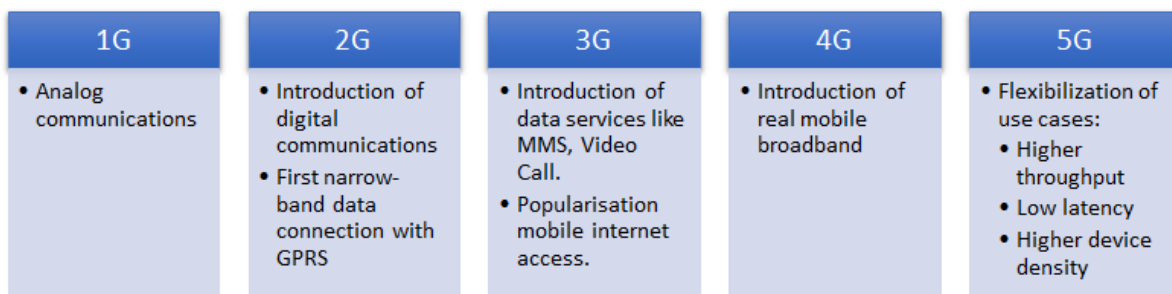 1G
• Analog
communications
2G
• Introduction of
digital
communications
• First narrow-
band data
connection with
GPRS
3G
• Introduction of
data services like
MMS, Video
Call.
• Popularisation
mobile internet
access.
4G
• Introduction of
real mobile
broadband
5G
• Flexibilization of
use cases:
• Higher
throughput
• Low latency
• Higher device
density